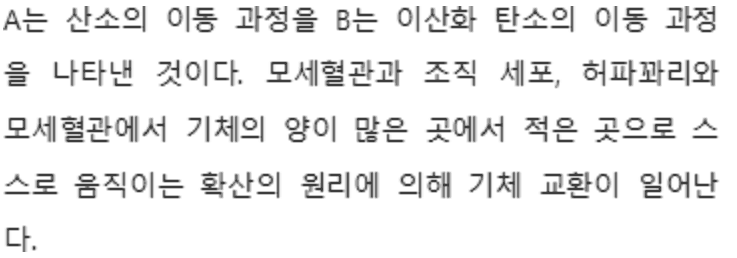 A는 산소의 이동 과정을 B는 이산화 탄소의 이동 과정
을 나타낸 것이다. 모세혈관과 조직 세포, 허파꽈리와
모세혈관에서 기체의 양이 많은 곳에서 적은 곳으로 스
스로 움직이는 확산의 원리에 의해 기체 교환이 일어난
다.